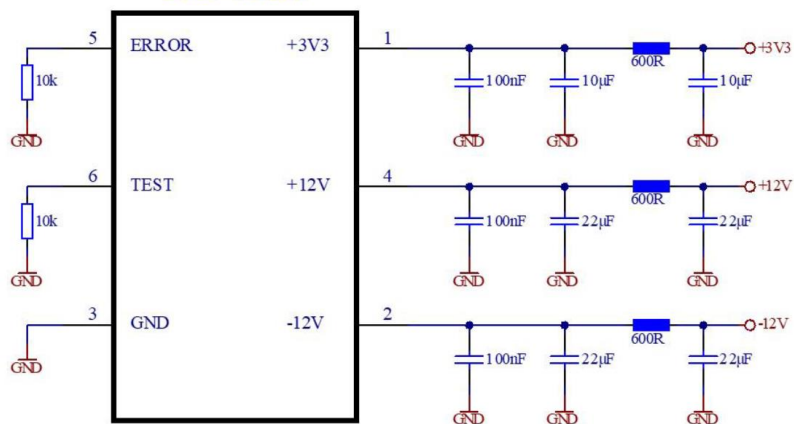 5 ERROR +3V3 1 +3V3
600R
10k 100nF 10μF 10μF
GND GND GND GND
6 TEST +12V 4 +12V
600R
10k 100nF 22μF 22μF
GND GND GND GND
3 GND -12V 2 -12V
600R
100nF 22μF 22μF
GND
GND GND GND